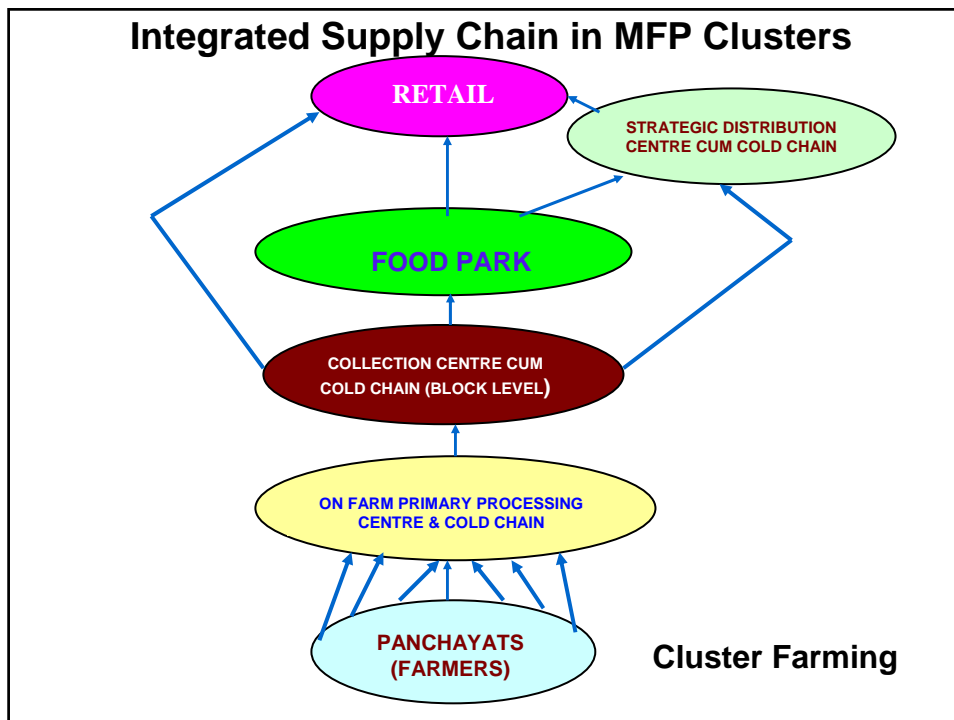 Integrated Supply Chain in MFP Clusters
RETAIL
STRATEGIC DISTRIBUTION
CENTRE CUM COLD CHAIN
FOOD PARK
COLLECTION CENTRE CUM
COLD CHAIN (BLOCK LEVEL)
ON FARM PRIMARY PROCESSING
CENTRE & COLD CHAIN
PANCHAYATS
(FARMERS)
Cluster Farming